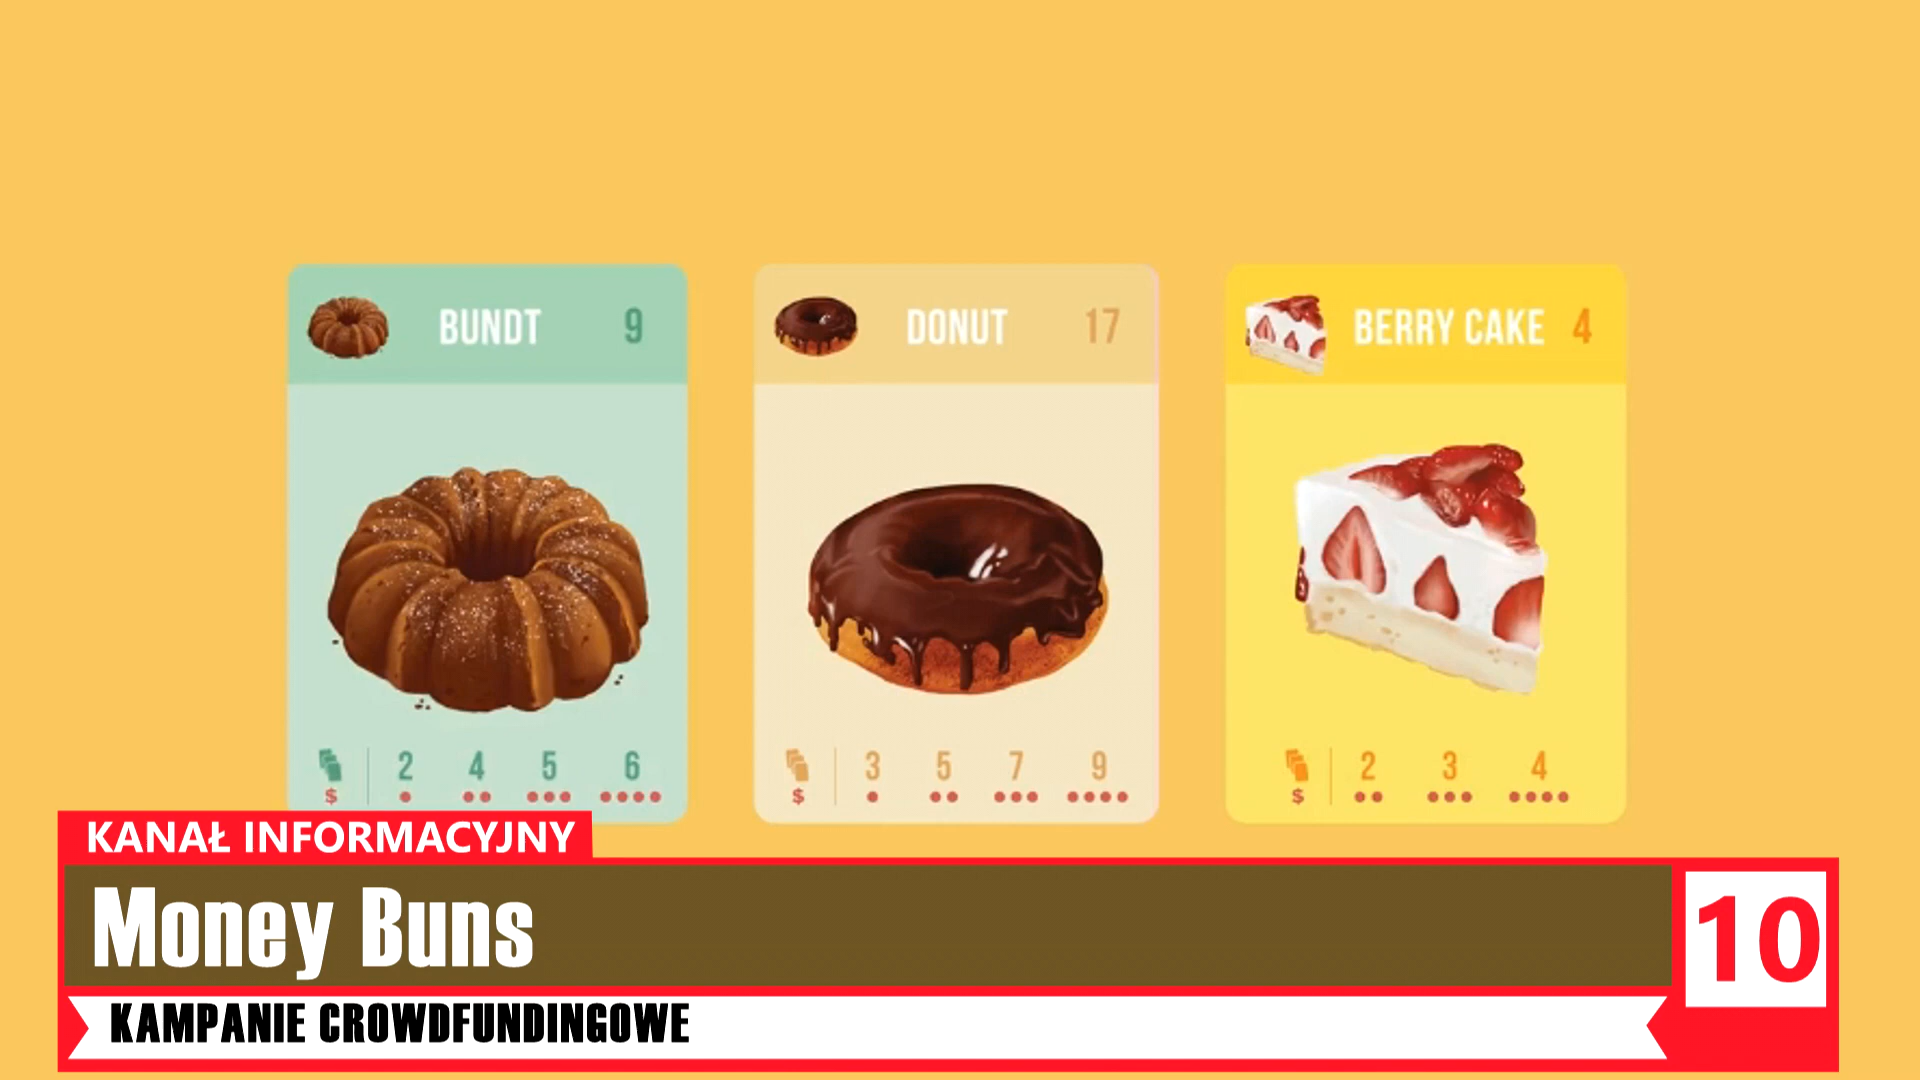 BUNDT 9
DONUT 17
BERRY CAKE 4
2 4 5 6
$
3 5 7 9
$
2 3 4
$
KANAŁ INFORMACYJNY
Money Buns
10
KAMPANIE CROWDFUNDINGOWE